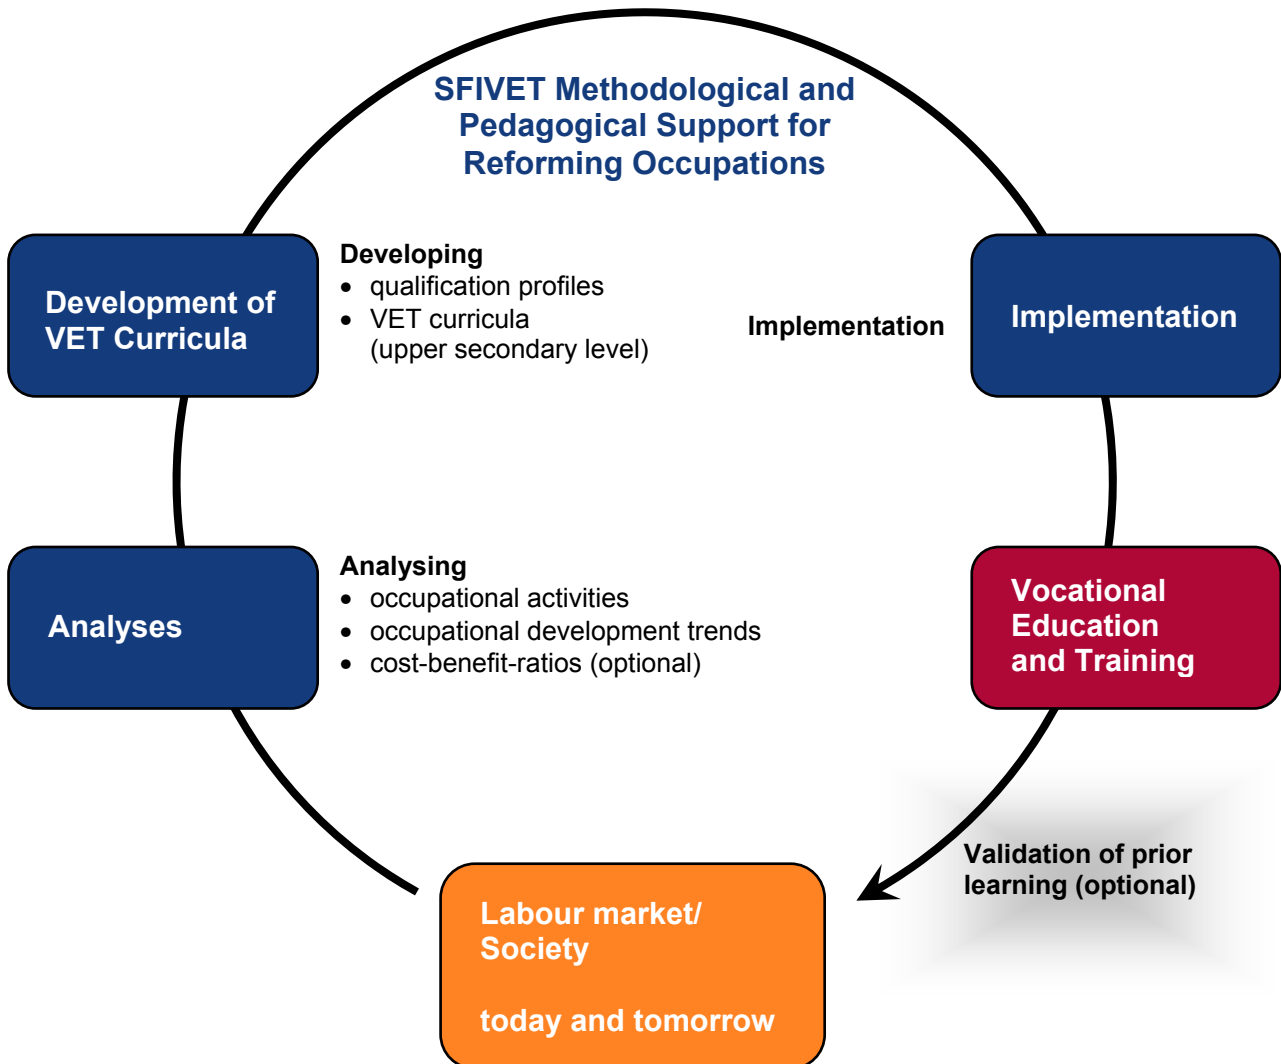 SFIVET Methodological and
Pedagogical Support for
Reforming Occupations
Development of
VET Curricula
Developing
• qualification profiles
• VET curricula
(upper secondary level)
Implementation
Implementation
Analyses
Analysing
• occupational activities
• occupational development trends
• cost-benefit-ratios (optional)
Vocational
Education
and Training
Validation of prior
learning (optional)
Labour market/
Society
today and tomorrow